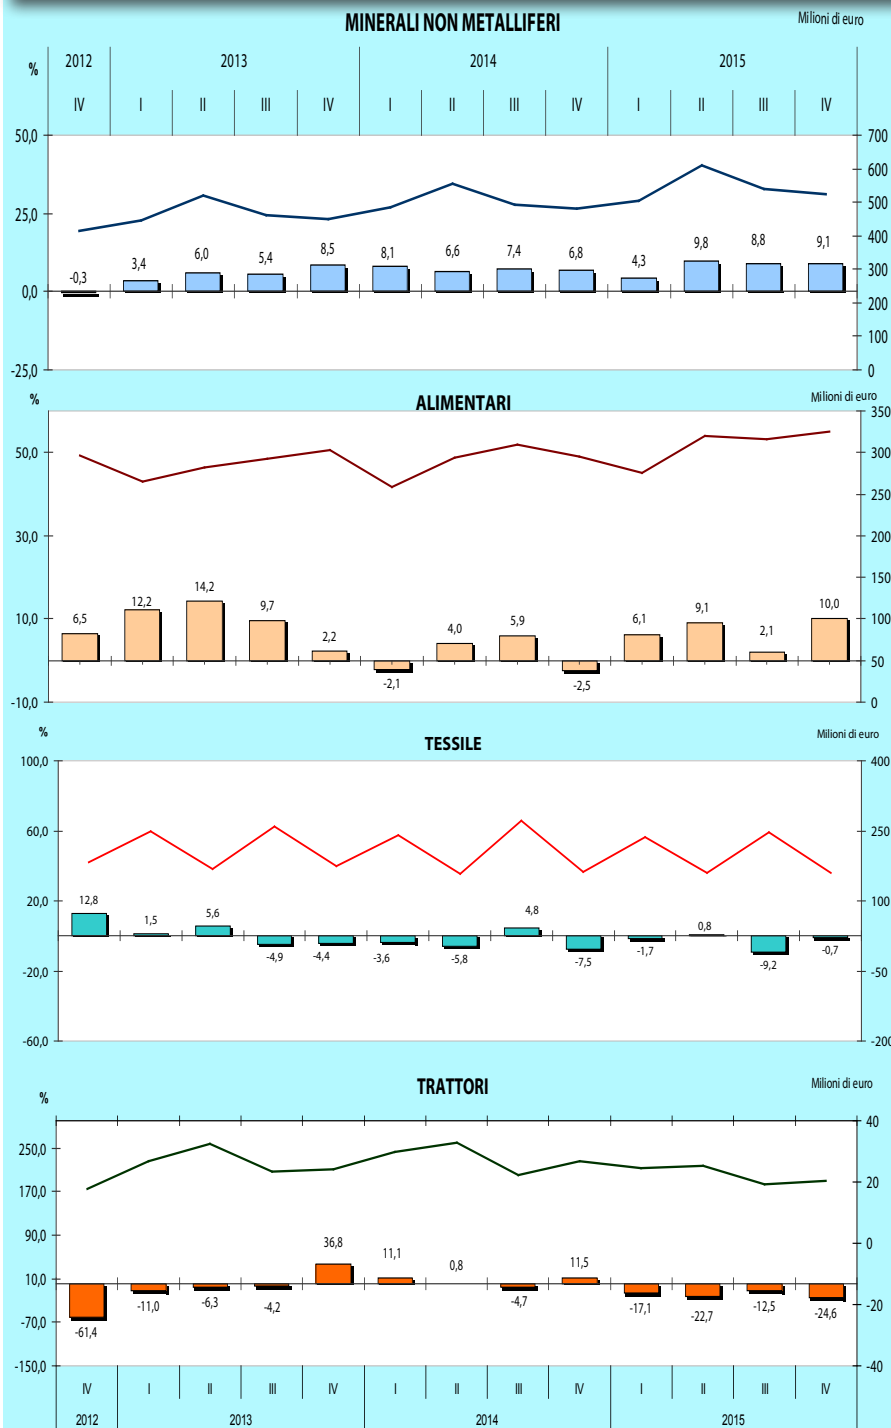 MINERALI NON METALLIFERI
Milioni di euro
%
2012 2013 2014 2015
IV I II III IV I II III IV I II III IV
50,0 700
600
25,0 500
400
300
0,0
200
100
-25,0 0
-0,3 3,4 6,0 5,4 8,5 8,1 6,6 7,4 6,8 4,3 9,8 8,8 9,1
%
ALIMENTARI
Milioni di euro
350
50,0 300
250
30,0 200
150
10,0 100
50
-10,0 0
6,5 12,2 14,2 9,7 2,2 -2,1 4,0 5,9 -2,5 6,1 9,1 2,1 10,0
%
TESSILE
Milioni di euro
100,0 400
60,0 250
20,0 100
-20,0 -50
-60,0 -200
12,8 1,5 5,6 -4,9 -4,4 -3,6 -5,8 4,8 -7,5 -1,7 0,8 -9,2 -0,7
%
TRATTORI
Milioni di euro
40
250,0
170,0 20
90,0 0
10,0
-20
-70,0
-150,0 -40
-61,4 -11,0 -6,3 -4,2 36,8 11,1 0,8 -4,7 11,5 -17,1 -22,7 -12,5 -24,6
IV I II III IV I II III IV I II III IV
2012 2013 2014 2015